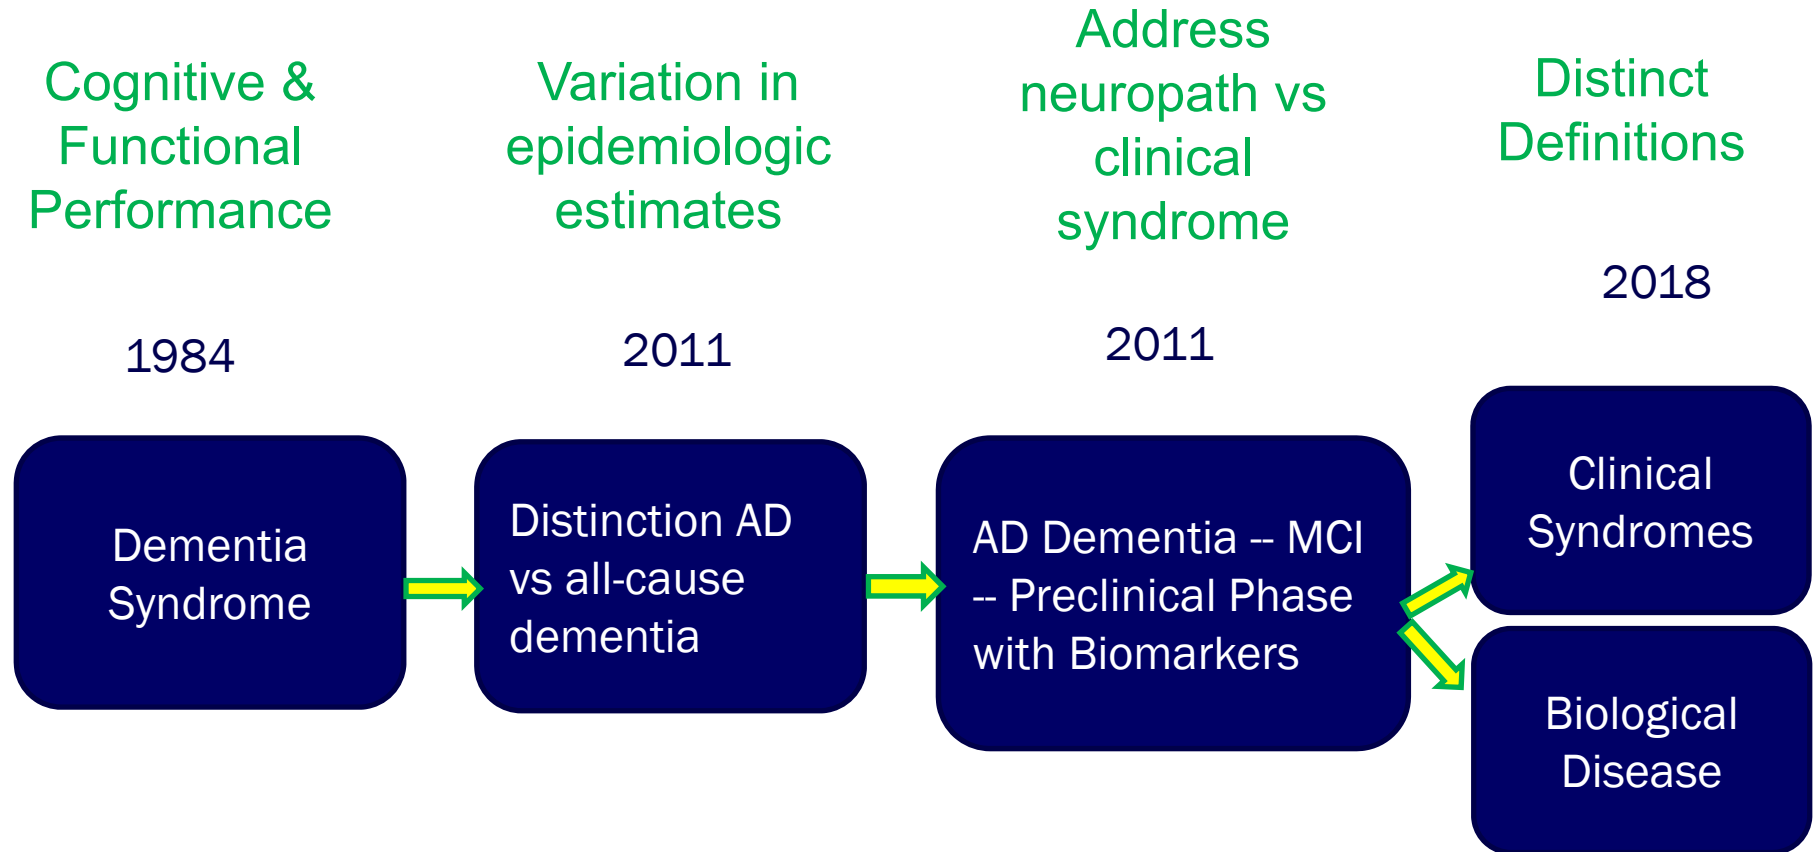 Cognitive &
Functional
Performance
1984
Dementia
Syndrome
Variation in
epidemiologic
estimates
2011
Distinction AD
vs all-cause
dementia
Address
neuropath vs
clinical
syndrome
2011
AD Dementia -- MCI
-- Preclinical Phase
with Biomarkers
Distinct
Definitions
2018
Clinical
Syndromes
Biological
Disease